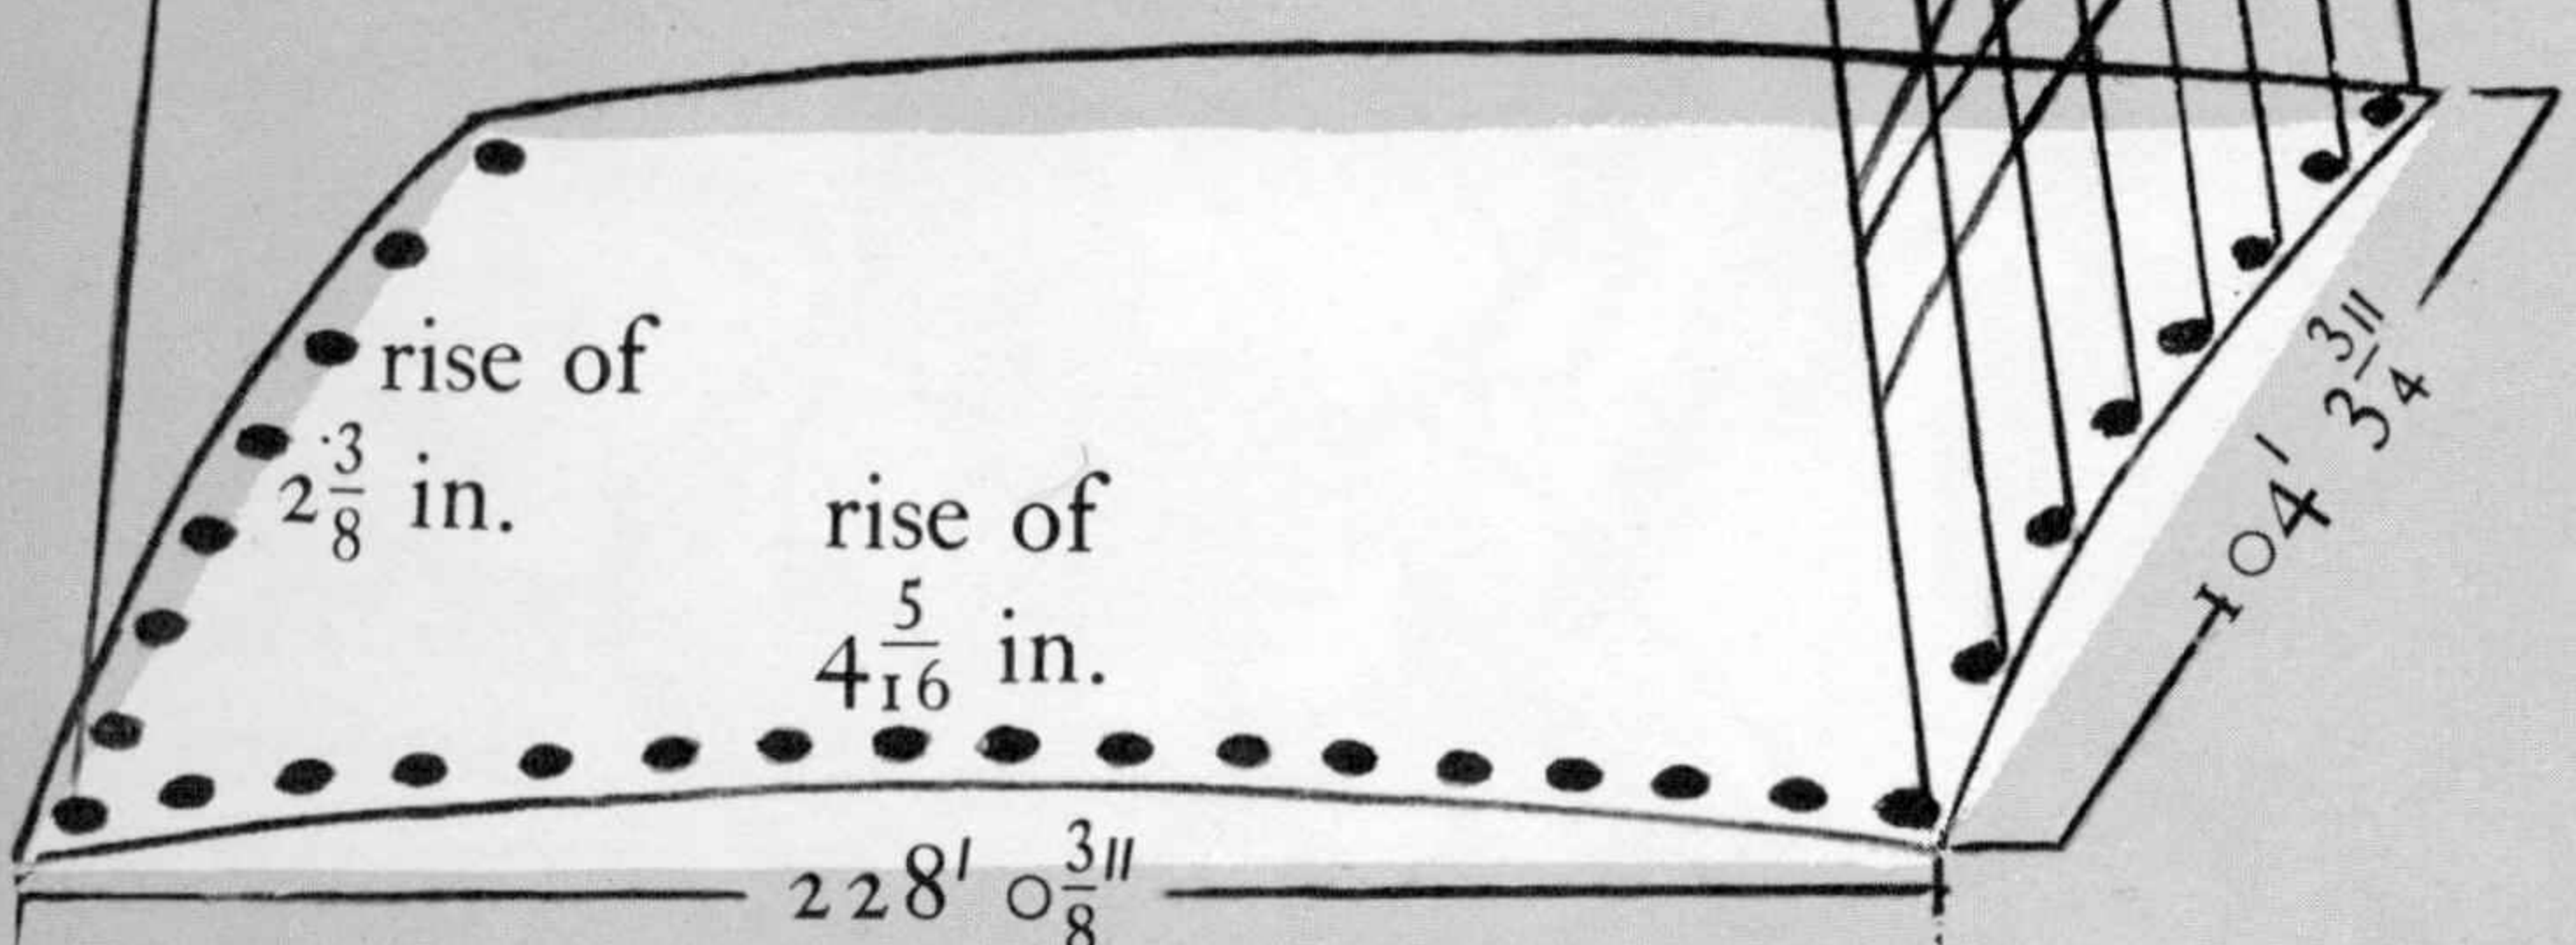 rise of
2 3/8 in.
rise of
4 5/16 in.
104' 3 3/4"
228' 0 3/8"